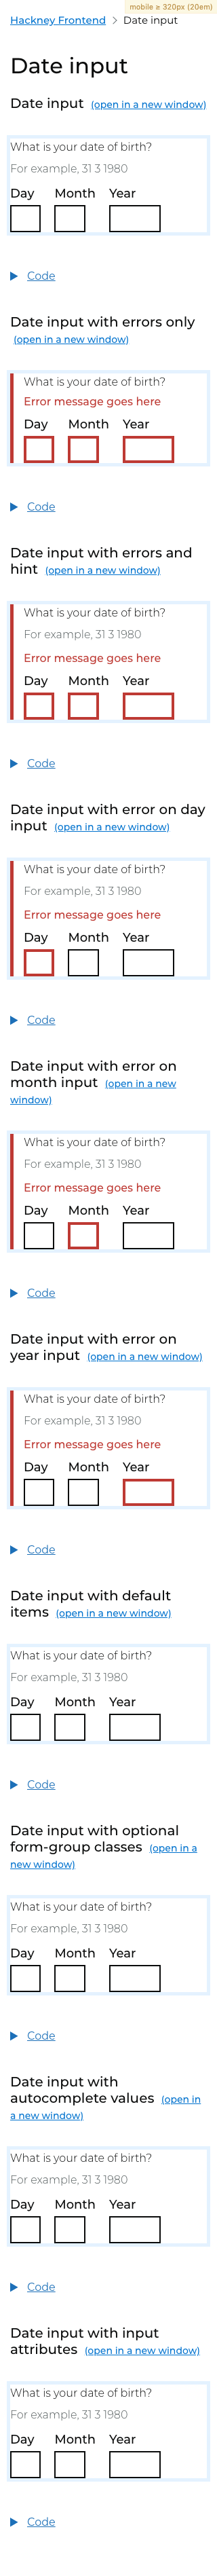 mobile ≥ 320px (20em)
Hackney Frontend > Date input
Date input
Date input (open in a new window)
What is your date of birth?
For example, 31 3 1980
Day Month Year
Code
Date input with errors only
(open in a new window)
What is your date of birth?
Error message goes here
Day Month Year
Code
Date input with errors and
hint (open in a new window)
What is your date of birth?
For example, 31 3 1980
Error message goes here
Day Month Year
Code
Date input with error on day
input (open in a new window)
What is your date of birth?
For example, 31 3 1980
Error message goes here
Day Month Year
Code
Date input with error on
month input (open in a new
window)
What is your date of birth?
For example, 31 3 1980
Error message goes here
Day Month Year
Code
Date input with error on
year input (open in a new window)
What is your date of birth?
For example, 31 3 1980
Error message goes here
Day Month Year
Code
Date input with default
items (open in a new window)
What is your date of birth?
For example, 31 3 1980
Day Month Year
Code
Date input with optional
form-group classes (open in a
new window)
What is your date of birth?
For example, 31 3 1980
Day Month Year
Code
Date input with
autocomplete values (open in
a new window)
What is your date of birth?
For example, 31 3 1980
Day Month Year
Code
Date input with input
attributes (open in a new window)
What is your date of birth?
For example, 31 3 1980
Day Month Year
Code